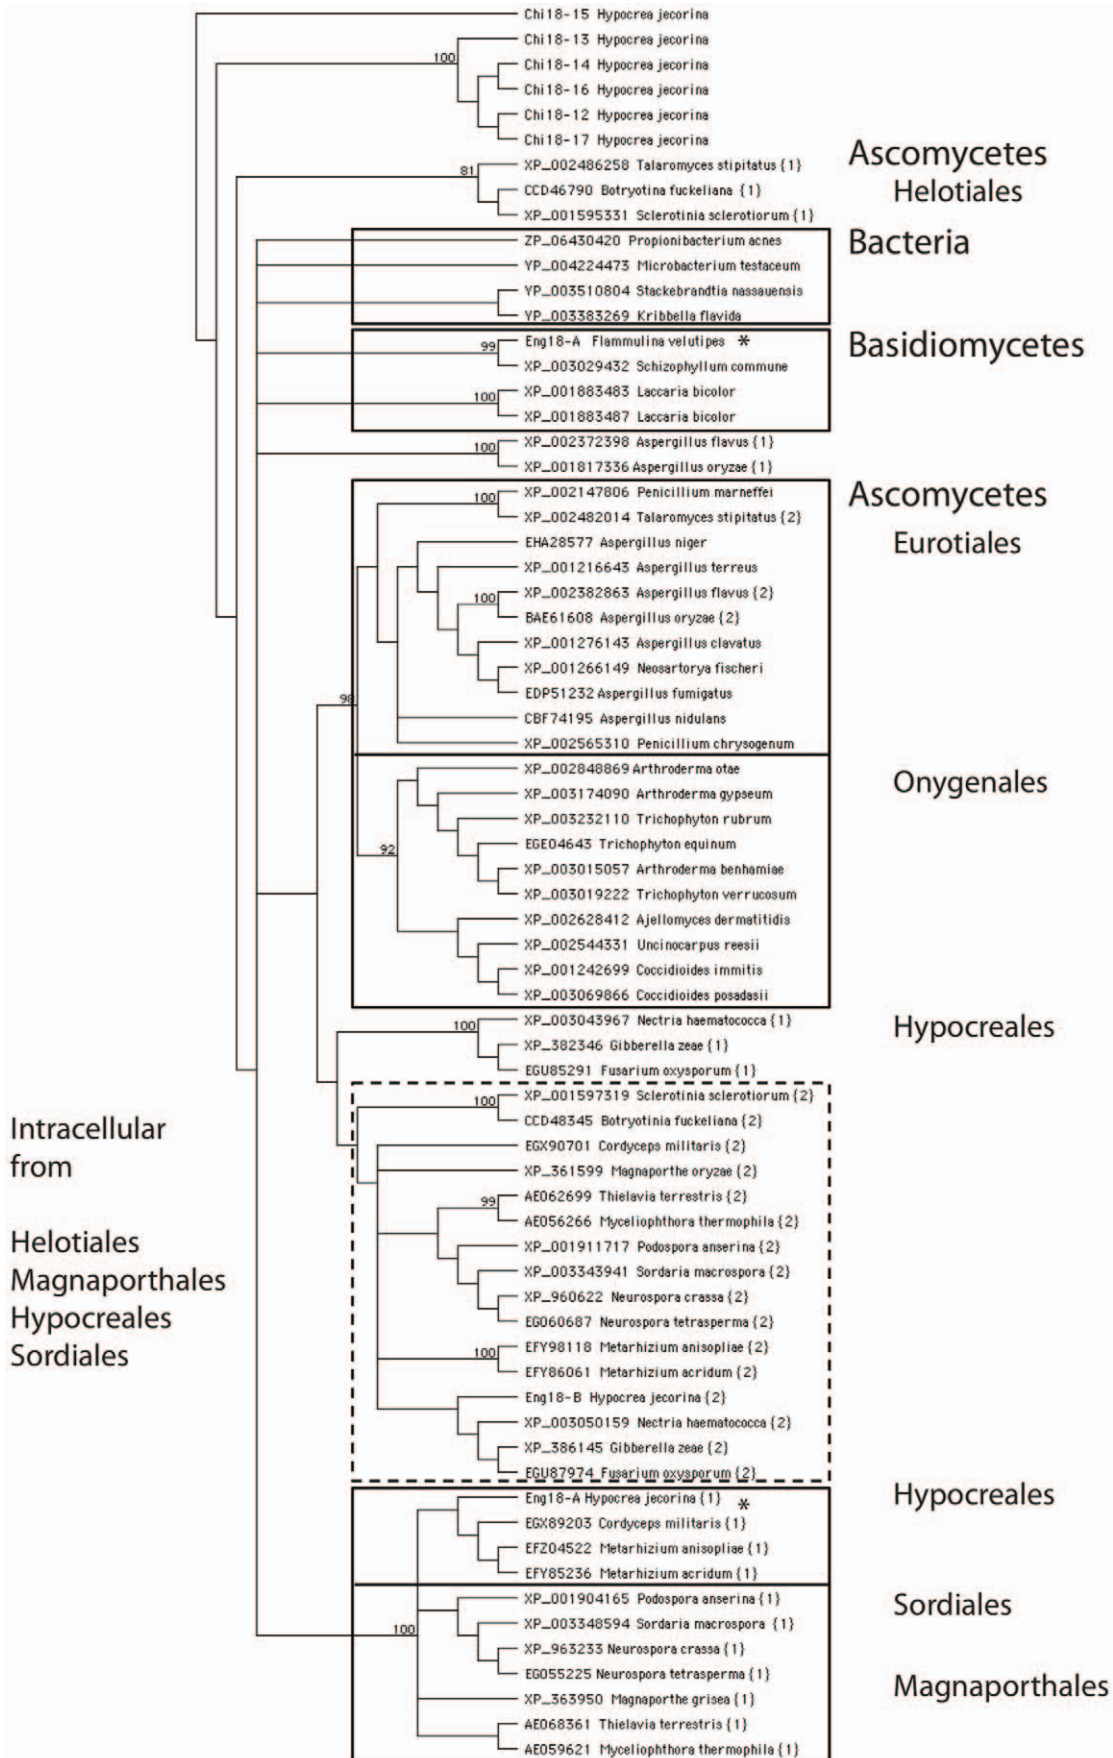 Chi18-15 Hypocrea jecorina
Chi18-13 Hypocrea jecorina
100
Chi18-14 Hypocrea jecorina
Chi18-16 Hypocrea jecorina
Chi18-12 Hypocrea jecorina
Chi18-17 Hypocrea jecorina
Ascomycetes
XP_002486258 Talaromyces stipitatus {1}
81
CCD46790 Botryotina fuckeliana {1}
Helotiales
XP_001595331 Sclerotinia sclerotiorum {1}
ZP_06430420 Propionibacterium acnes
Bacteria
YP_004224473 Microbacterium testaceum
YP_003510804 Stackebrandtia nassauensis
YP_003383269 Kribbella flavida
Eng18-A Flammulina velutipes *
99
Basidiomycetes
XP_003029432 Schizophyllum commune
XP_001883483 Laccaria bicolor
100
XP_001883487 Laccaria bicolor
XP_002372398 Aspergillus flavus {1}
100
XP_001817336 Aspergillus oryzae {1}
XP_002147806 Penicillium marneffei
100
Ascomycetes
XP_002482014 Talaromyces stipitatus {2}
EHA28577 Aspergillus niger
Eurotiales
XP_001216643 Aspergillus terreus
XP_002382863 Aspergillus flavus {2}
100
BAE61608 Aspergillus oryzae {2}
XP_001276143 Aspergillus clavatus
XP_001266149 Neosartorya fischeri
EDP51232 Aspergillus fumigatus
98
CBF74195 Aspergillus nidulans
XP_002565310 Penicillium chrysogenum
XP_002848869 Arthroderma otae
Onygenales
XP_003174090 Arthroderma gypseum
XP_003232110 Trichophyton rubrum
EGE04643 Trichophyton equinum
92
XP_003015057 Arthroderma benhamiae
XP_003019222 Trichophyton verrucosum
XP_002628412 Ajellomyces dermatitidis
XP_002544331 Uncinocarpus reesii
XP_001242699 Coccidioides immitis
XP_003069866 Coccidioides posadasii
XP_003043967 Nectria haematococca {1}
100
Hypocreales
XP_382346 Gibberella zeae {1}
EGU85291 Fusarium oxysporum {1}
XP_001597319 Sclerotinia sclerotiorum {2}
100
CCD48345 Botryotina fuckeliana {2}
EGX90701 Cordyceps militaris {2}
XP_361599 Magnaporthe oryzae {2}
AEO62699 Thielavia terrestris {2}
99
AEO56266 Myceliophthora thermophila {2}
XP_001911717 Podospora anserina {2}
XP_003343941 Sordaria macrospora {2}
XP_960622 Neurospora crassa {2}
EGO60687 Neurospora tetrasperma {2}
EFY98118 Metarhizium anisopliae {2}
100
EFY86061 Metarhizium acridum {2}
Eng18-B Hypocrea jecorina {2}
XP_003050159 Nectria haematococca {2}
XP_386145 Gibberella zeae {2}
EGU87974 Fusarium oxysporum {2}
Intracellular
from
Helotiales
Magnaporthales
Hypocreales
Sordiales
Eng18-A Hypocrea jecorina {1} *
Hypocreales
EGX89203 Cordyceps militaris {1}
EFZ04522 Metarhizium anisopliae {1}
EFY85236 Metarhizium acridum {1}
XP_001904165 Podospora anserina {1}
Sordiales
XP_003348594 Sordaria macrospora {1}
100
XP_963233 Neurospora crassa {1}
EGO55225 Neurospora tetrasperma {1}
Magnaporthales
XP_363950 Magnaporthe grisea {1}
AEO68361 Thielavia terrestris {1}
AEO59621 Myceliophthora thermophila {1}